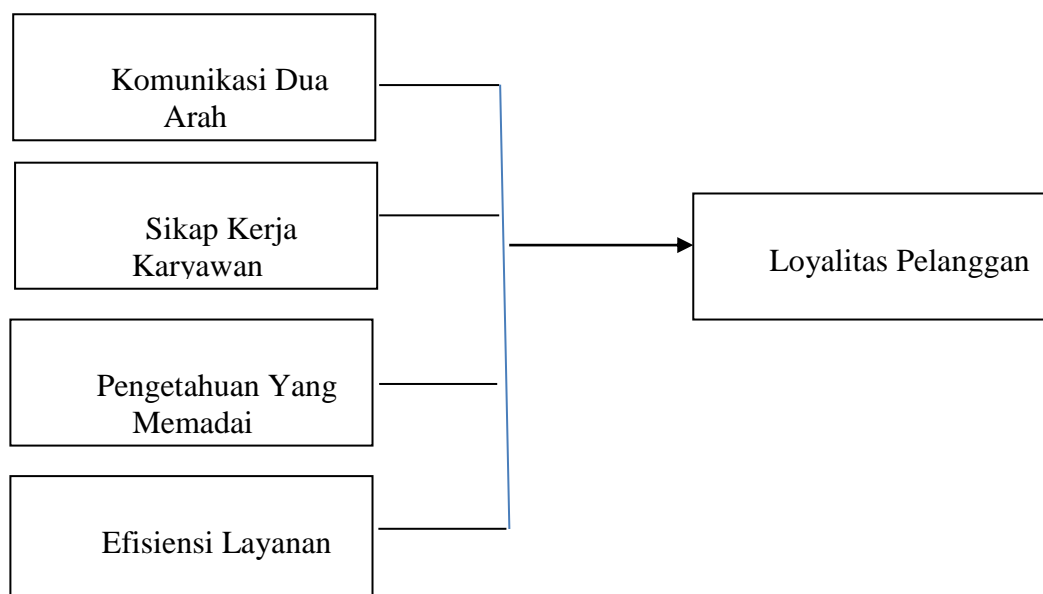 Komunikasi Dua
Arah
Sikap Kerja
Karyawan
Pengetahuan Yang
Memadai
Efisiensi Layanan
Loyalitas Pelanggan